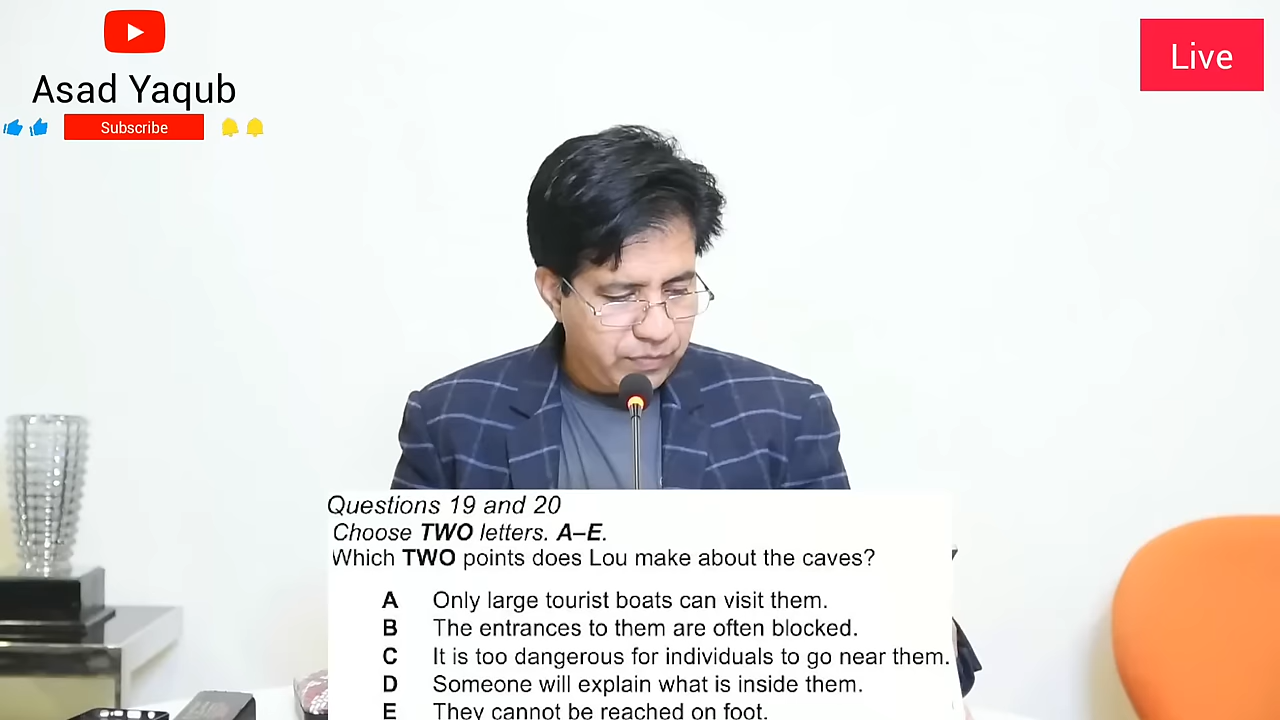 Asad Yaqub
Subscribe
Live
Questions 19 and 20
Choose TWO letters. A–E.
Which TWO points does Lou make about the caves?
A Only large tourist boats can visit them.
B The entrances to them are often blocked.
C It is too dangerous for individuals to go near them.
D Someone will explain what is inside them.
E They cannot be reached on foot.